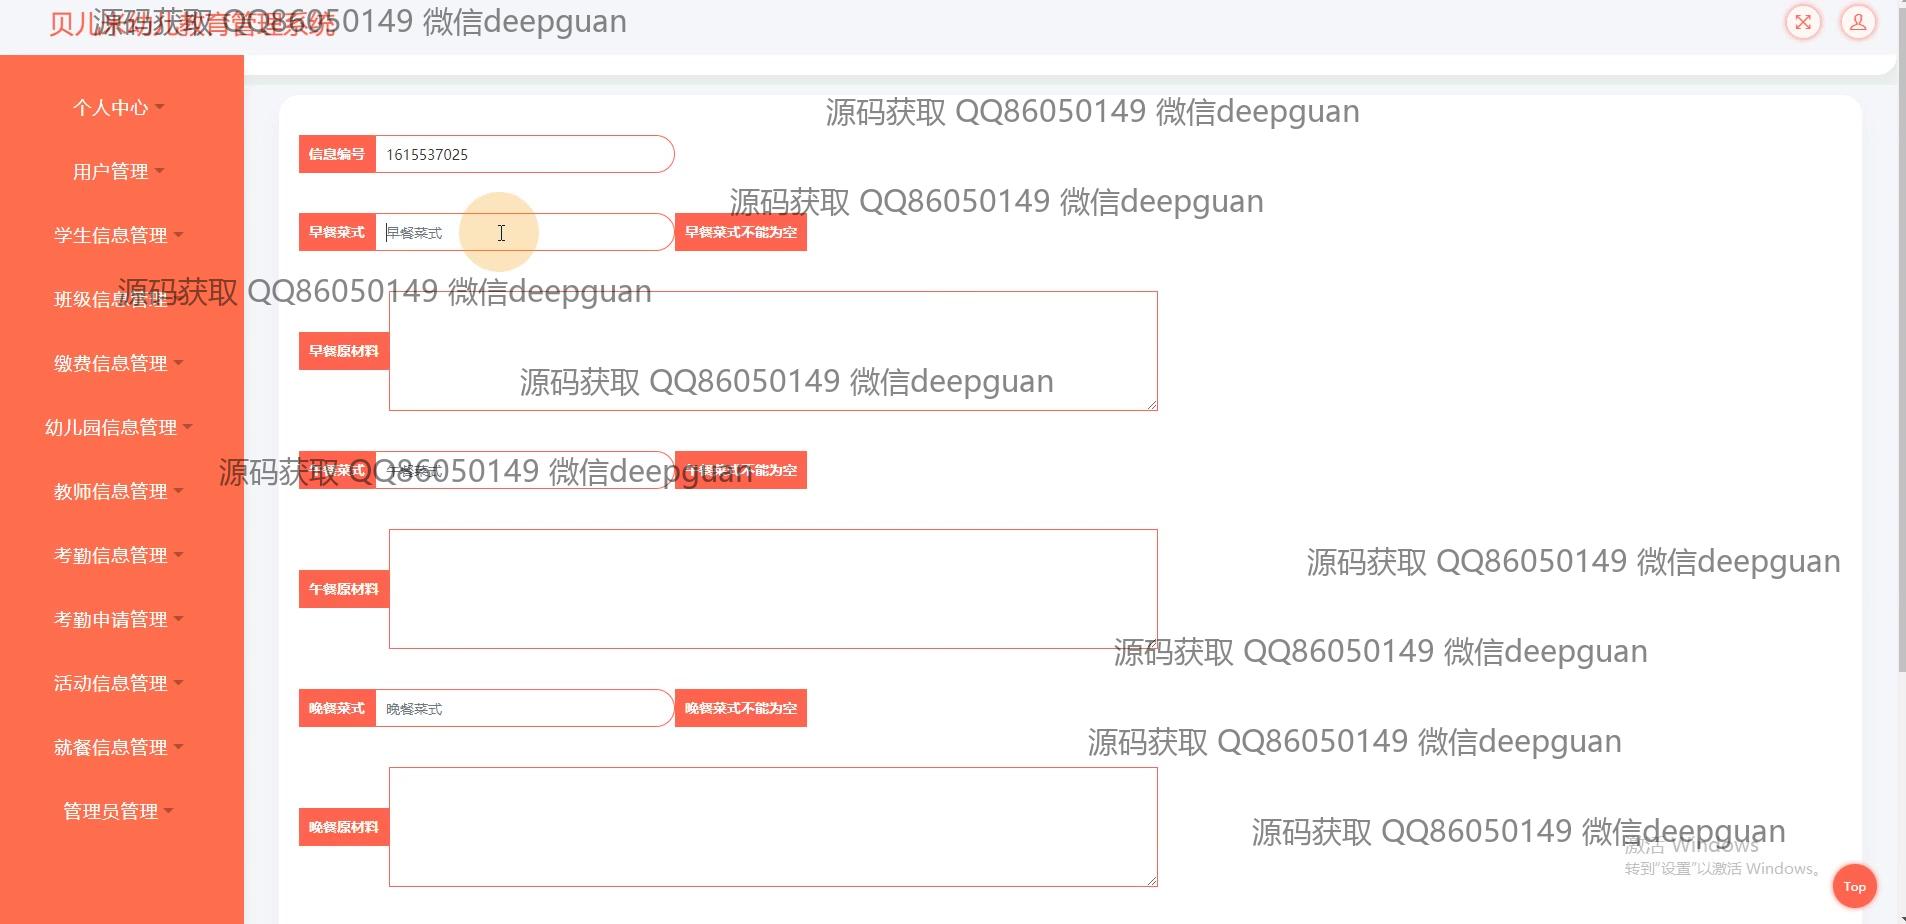 贝儿米幼儿教育管理系统
源码获取 QQ86050149 微信deepguan
个人中心
用户管理
学生信息管理
班级信息管理
缴费信息管理
幼儿园信息管理
教师信息管理
考勤信息管理
考勤申请管理
活动信息管理
就餐信息管理
管理员管理
源码获取 QQ86050149 微信deepguan
信息编号 1615537025
源码获取 QQ86050149 微信deepguan
早餐菜式 早餐菜式 早餐菜式不能为空
源码获取 QQ86050149 微信deepguan
早餐原材料
源码获取 QQ86050149 微信deepguan
午餐菜式 午餐菜式 午餐菜式不能为空
源码获取 QQ86050149 微信deepguan
源码获取 QQ86050149 微信deepguan
午餐原材料
源码获取 QQ86050149 微信deepguan
晚餐菜式 晚餐菜式 晚餐菜式不能为空
源码获取 QQ86050149 微信deepguan
晚餐原材料
源码获取 QQ86050149 微信deepguan
激活 Windows
转到“设置”以激活 Windows。
Top